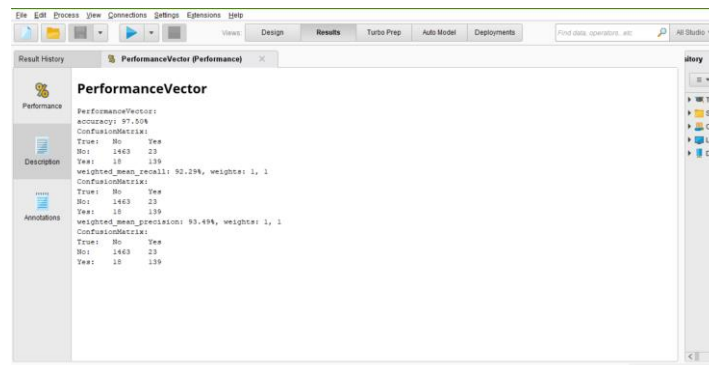 File Edit Process View Connections Settings Extensions Help
Views: Design Results Turbo Prep Auto Model Deployments Find data, operators...etc All Studio
Result History PerformanceVector (Performance)
Performance
Description
Annotations
PerformanceVector
PerformanceVector:
accuracy: 97.50%
ConfusionMatrix:
True: No Yes
No: 1463 23
Yes: 18 139
weighted_mean_recall: 92.29%, weights: 1, 1
ConfusionMatrix:
True: No Yes
No: 1463 23
Yes: 18 139
weighted_mean_precision: 93.49%, weights: 1, 1
ConfusionMatrix:
True: No Yes
No: 1463 23
Yes: 18 139
sitory